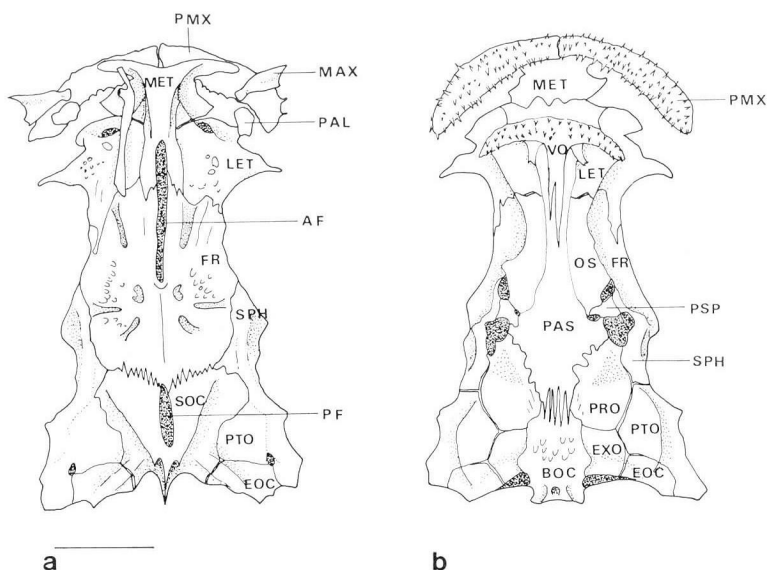 PMX
MET
MAX
PAL
LET
AF
FR
SPH
SOC
PF
PTO
EOC
a
MET
PMX
VO
LET
OS
FR
PSP
PAS
SPH
PRO
PTO
EXO
BOC
EOC
b